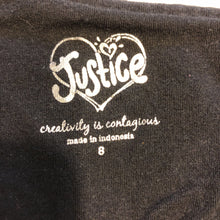 Justice
creativity is contagious
made in indonesia
8